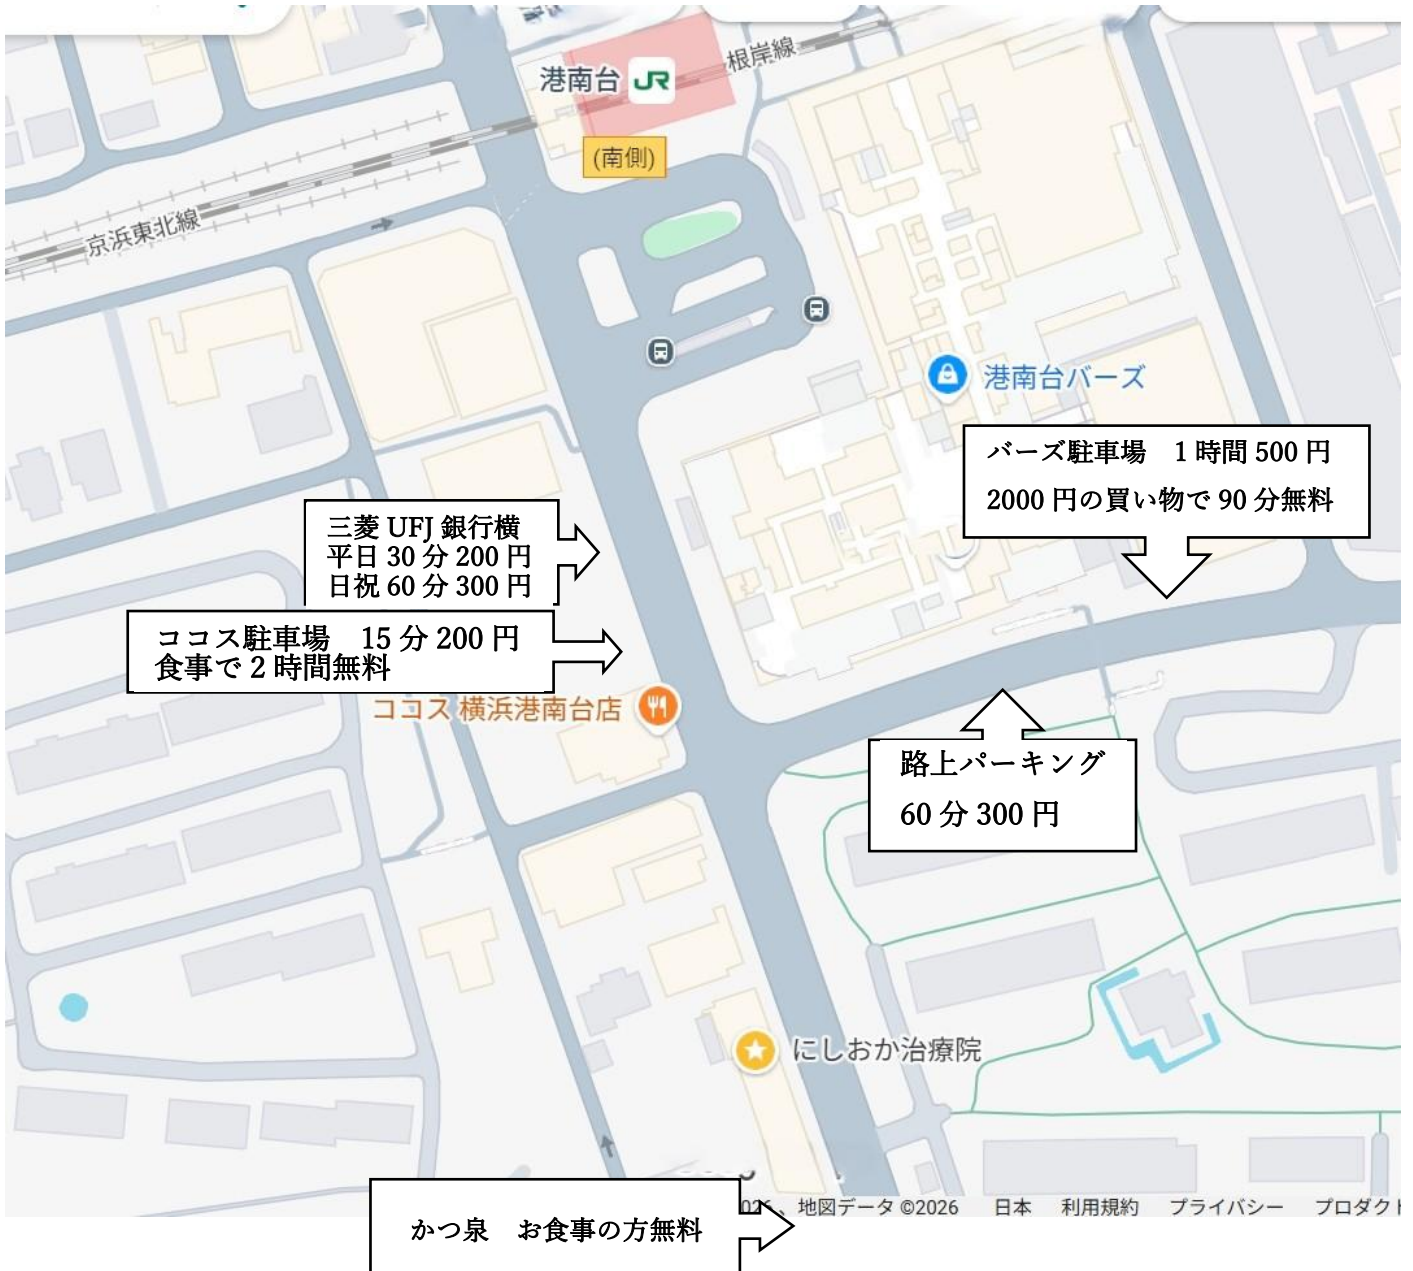 港南台 JR
根岸線
(南側)
京浜東北線
港南台バーズ
バーズ駐車場　1時間500円
2000円の買い物で90分無料
三菱UFJ銀行横
平日30分200円
日祝60分300円
ココス駐車場　15分200円
食事で2時間無料
ココス 横浜港南台店
路上パーキング
60分300円
にしおか治療院
、地図データ ©2026 日本 利用規約 プライバシー プロダクト
かつ泉　お食事の方無料